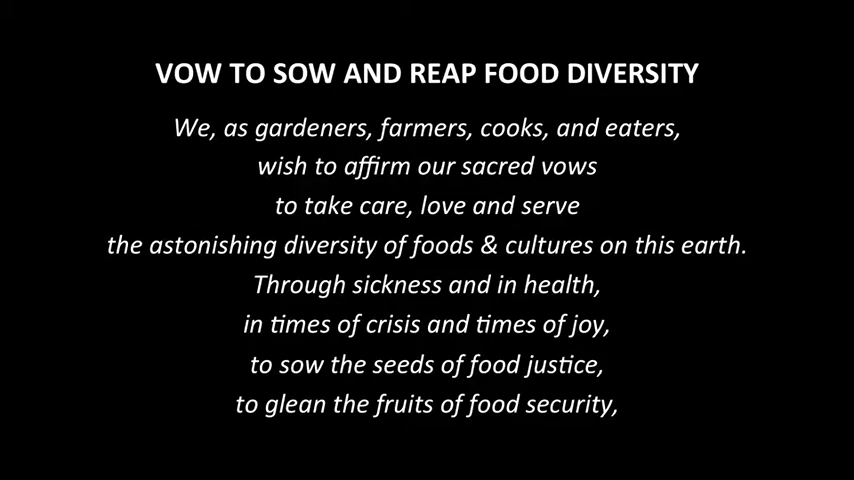 VOW TO SOW AND REAP FOOD DIVERSITY
We, as gardeners, farmers, cooks, and eaters,
wish to affirm our sacred vows
to take care, love and serve
the astonishing diversity of foods & cultures on this earth.
Through sickness and in health,
in times of crisis and times of joy,
to sow the seeds of food justice,
to glean the fruits of food security,